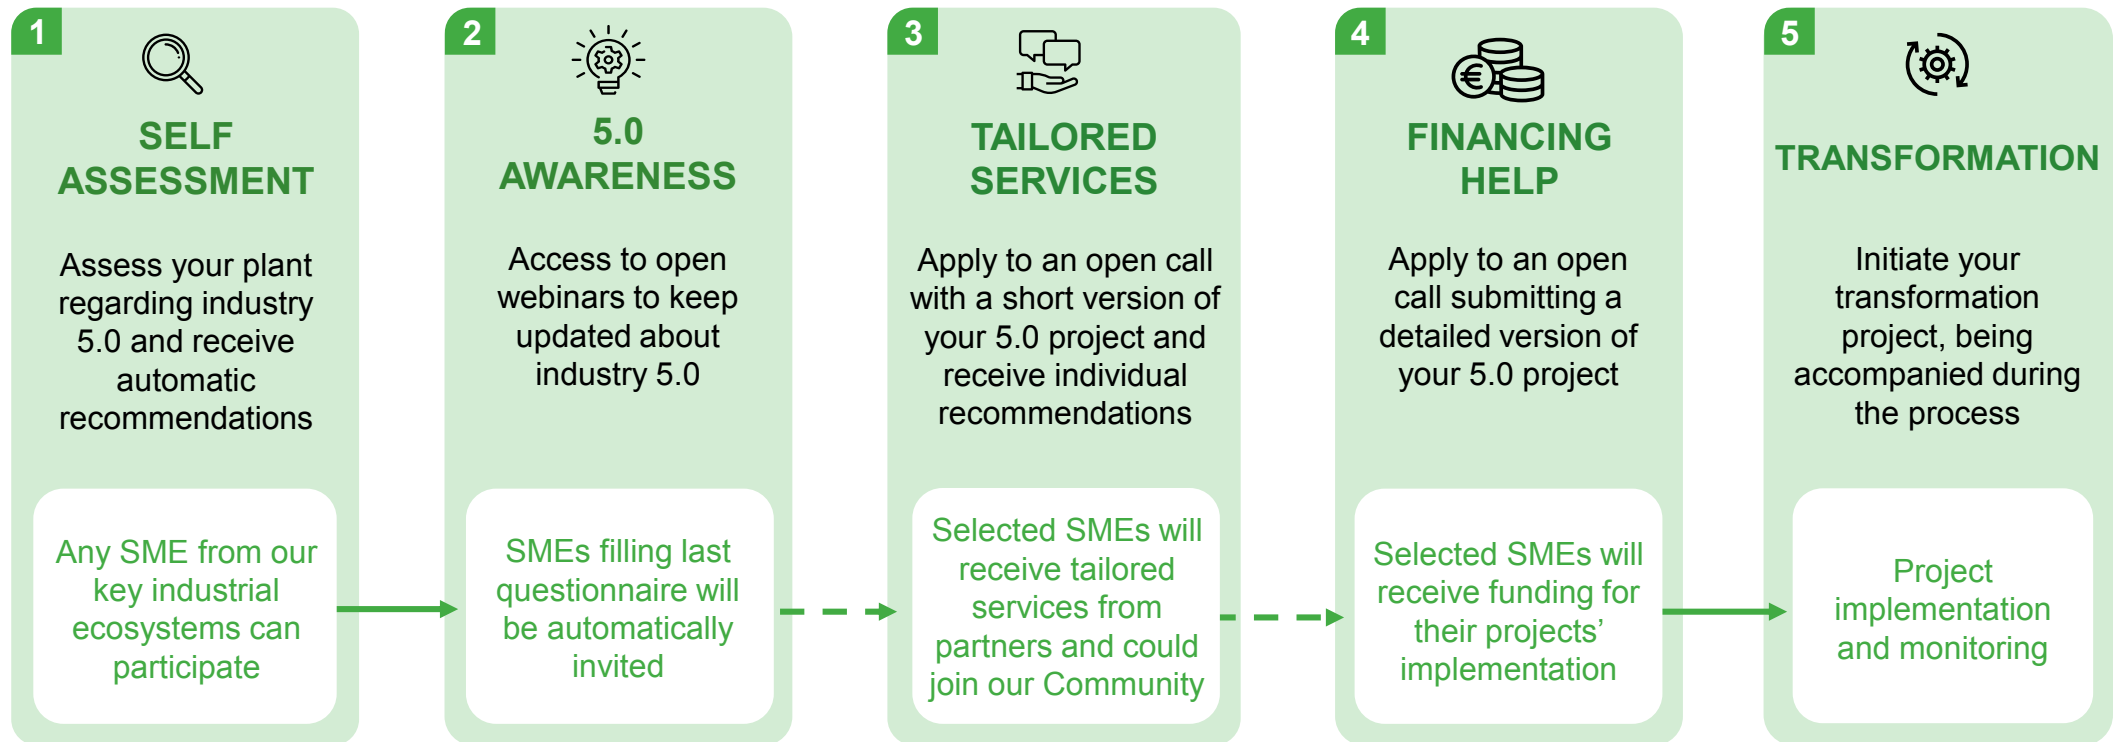 1
SELF
ASSESSMENT
Assess your plant
regarding industry
5.0 and receive
automatic
recommendations
Any SME from our
key industrial
ecosystems can
participate
2
5.0
AWARENESS
Access to open
webinars to keep
updated about
industry 5.0
SMEs filling last
questionnaire will
be automatically
invited
3
TAILORED
SERVICES
Apply to an open call
with a short version of
your 5.0 project and
receive individual
recommendations
Selected SMEs will
receive tailored
services from
partners and could
join our Community
4
€
FINANCING
HELP
Apply to an open
call submitting a
detailed version of
your 5.0 project
Selected SMEs will
receive funding for
their projects’
implementation
5
TRANSFORMATION
Initiate your
transformation
project, being
accompanied during
the process
Project
implementation
and monitoring